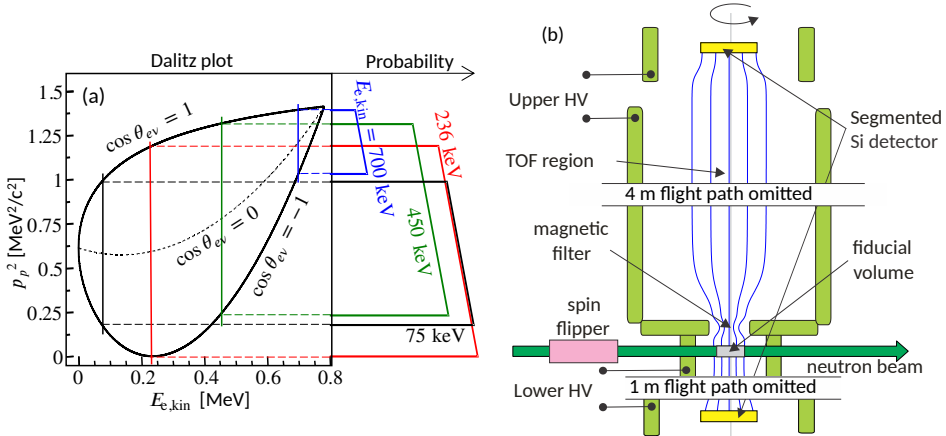 Dalitz plot
Probability
(a)
1.5
1.25
1
0.75
0.5
0.25
0
p_p^2 [MeV^2/c^2]
0
0.2
0.4
0.6
0.8
E_e,kin [MeV]
cos θ_ev = 1
cos θ_ev = 0
cos θ_ev = −1
E_e,kin = 700 keV
236 keV
450 keV
75 keV
(b)
Upper HV
Segmented
Si detector
TOF region
4 m flight path omitted
magnetic
filter
fiducial
volume
spin
flipper
neutron beam
Lower HV
1 m flight path omitted